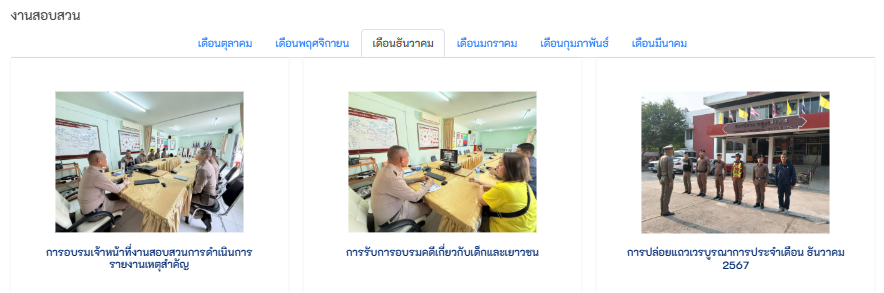 งานสอบสวน
เดือนตุลาคม เดือนพฤศจิกายน เดือนธันวาคม เดือนมกราคม เดือนกุมภาพันธ์ เดือนมีนาคม
การอบรมเจ้าหน้าที่งานสอบสวนการดำเนินการ
รายงานเหตุสำคัญ
การรับการอบรมคดีเกี่ยวกับเด็กและเยาวชน
การปล่อยแถวเวรบูรณาการประจำเดือน ธันวาคม
2567